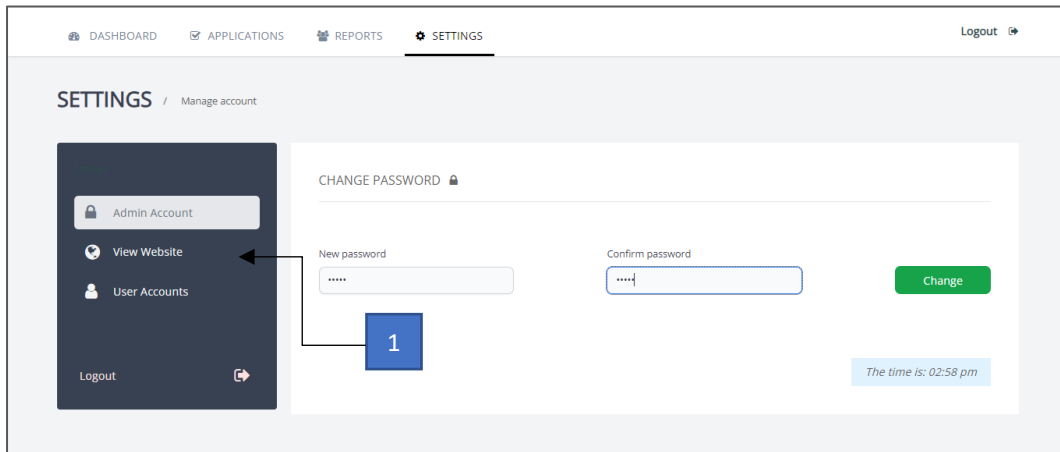 DASHBOARD APPLICATIONS REPORTS SETTINGS Logout
SETTINGS / Manage account
CHANGE PASSWORD
Admin Account
View Website
User Accounts
Logout
New password Confirm password
••••• •••••
Change
1
The time is: 02:58 pm